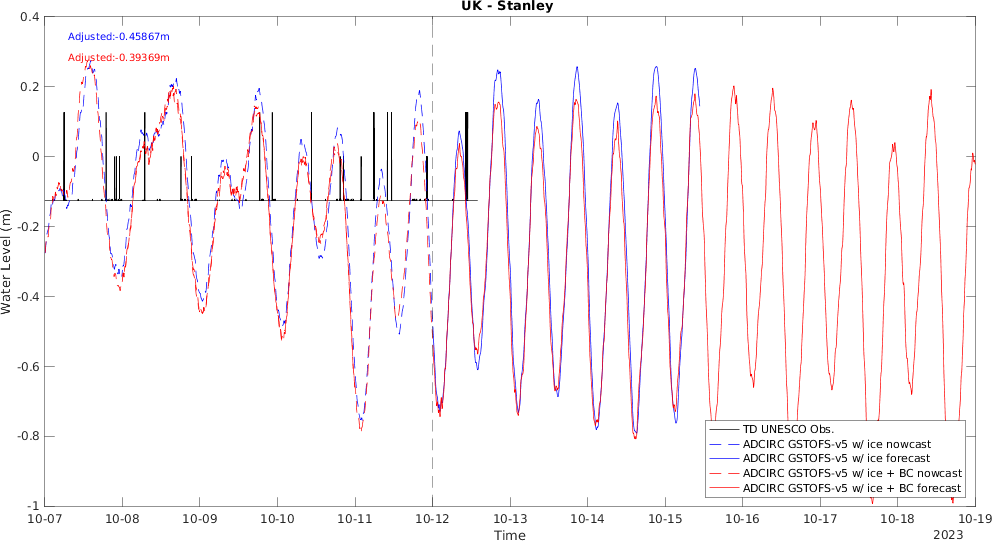 UK - Stanley
Adjusted:-0.45867m
Adjusted:-0.39369m
0.4
0.2
0
-0.2
-0.4
-0.6
-0.8
-1
Water Level (m)
TD UNESCO Obs.
ADCIRC GSTOFS-v5 w/ ice nowcast
ADCIRC GSTOFS-v5 w/ ice forecast
ADCIRC GSTOFS-v5 w/ ice + BC nowcast
ADCIRC GSTOFS-v5 w/ ice + BC forecast
10-07 10-08 10-09 10-10 10-11 10-12 10-13 10-14 10-15 10-16 10-17 10-18 10-19
Time
2023